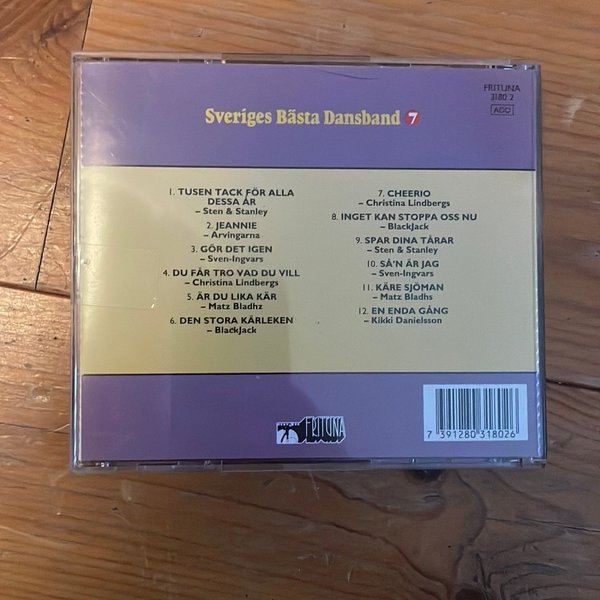 FRITUNA
3180 2
ADD
Sveriges Bästa Dansband 7
1. TUSEN TACK FÖR ALLA
DESSA ÅR
– Sten & Stanley
2. JEANNIE
– Arvingarna
3. GÖR DET IGEN
– Sven-Ingvars
4. DU FÅR TRO VAD DU VILL
– Christina Lindbergs
5. ÄR DU LIKA KÄR
– Matz Bladhz
6. DEN STORA KÄRLEKEN
– BlackJack
7. CHEERIO
– Christina Lindbergs
8. INGET KAN STOPPA OSS NU
– BlackJack
9. SPAR DINA TÅRAR
– Sten & Stanley
10. SÅ'N ÄR JAG
– Sven-Ingvars
11. KÄRE SJÖMAN
– Matz Bladhs
12. EN ENDA GÅNG
– Kikki Danielsson
FRITUNA
7 391280 318026